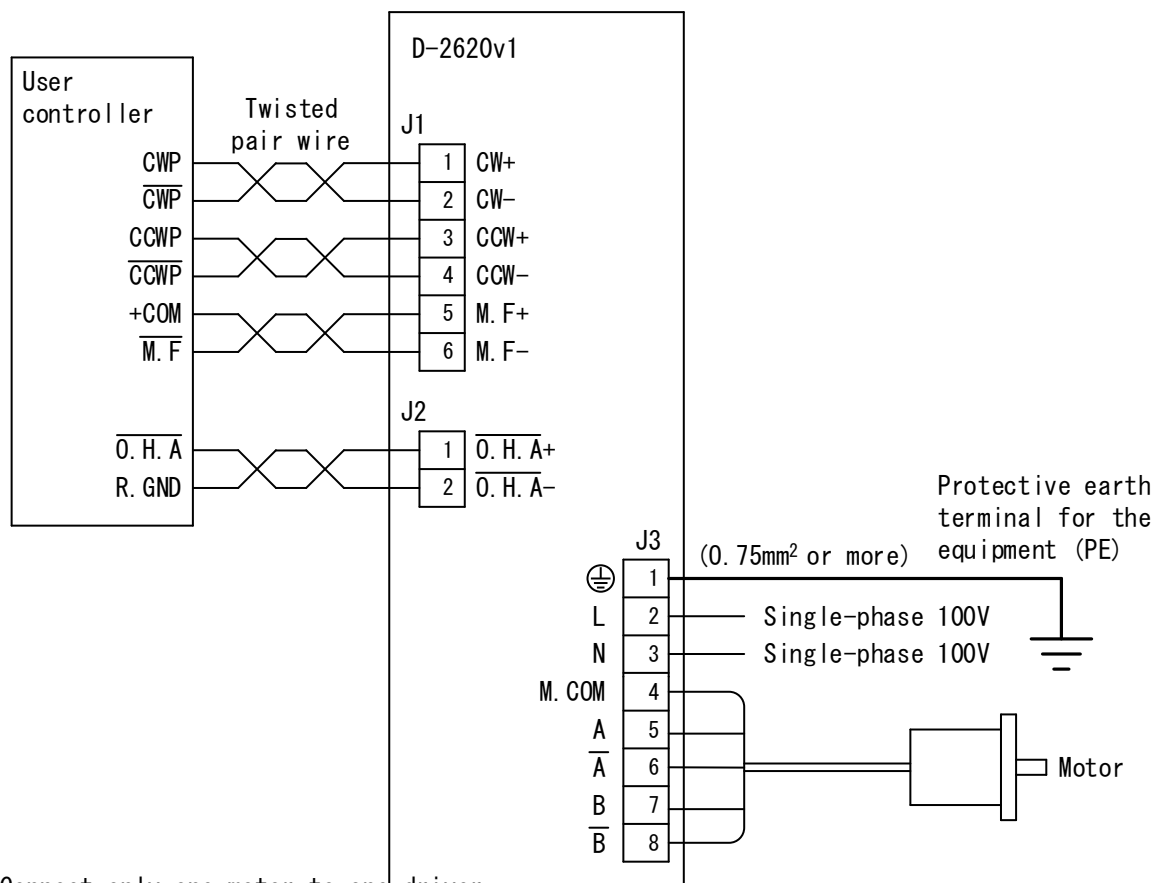 D-2620v1
User
controller
Twisted
pair wire
J1
CWP 1 CW+
C̅W̅P̅ 2 CW-
CCWP 3 CCW+
C̅C̅W̅P̅ 4 CCW-
+COM 5 M.F+
M̅.̅F̅ 6 M.F-
J2
O̅.̅H̅.̅A̅ 1 O̅.̅H̅.̅A̅+
R.GND 2 O̅.̅H̅.̅A̅-
Protective earth
terminal for the
equipment (PE)
J3
(0.75mm² or more)
⏚ 1
L 2 Single-phase 100V
N 3 Single-phase 100V
M.COM 4
A 5
A̅ 6
Motor
B 7
B̅ 8